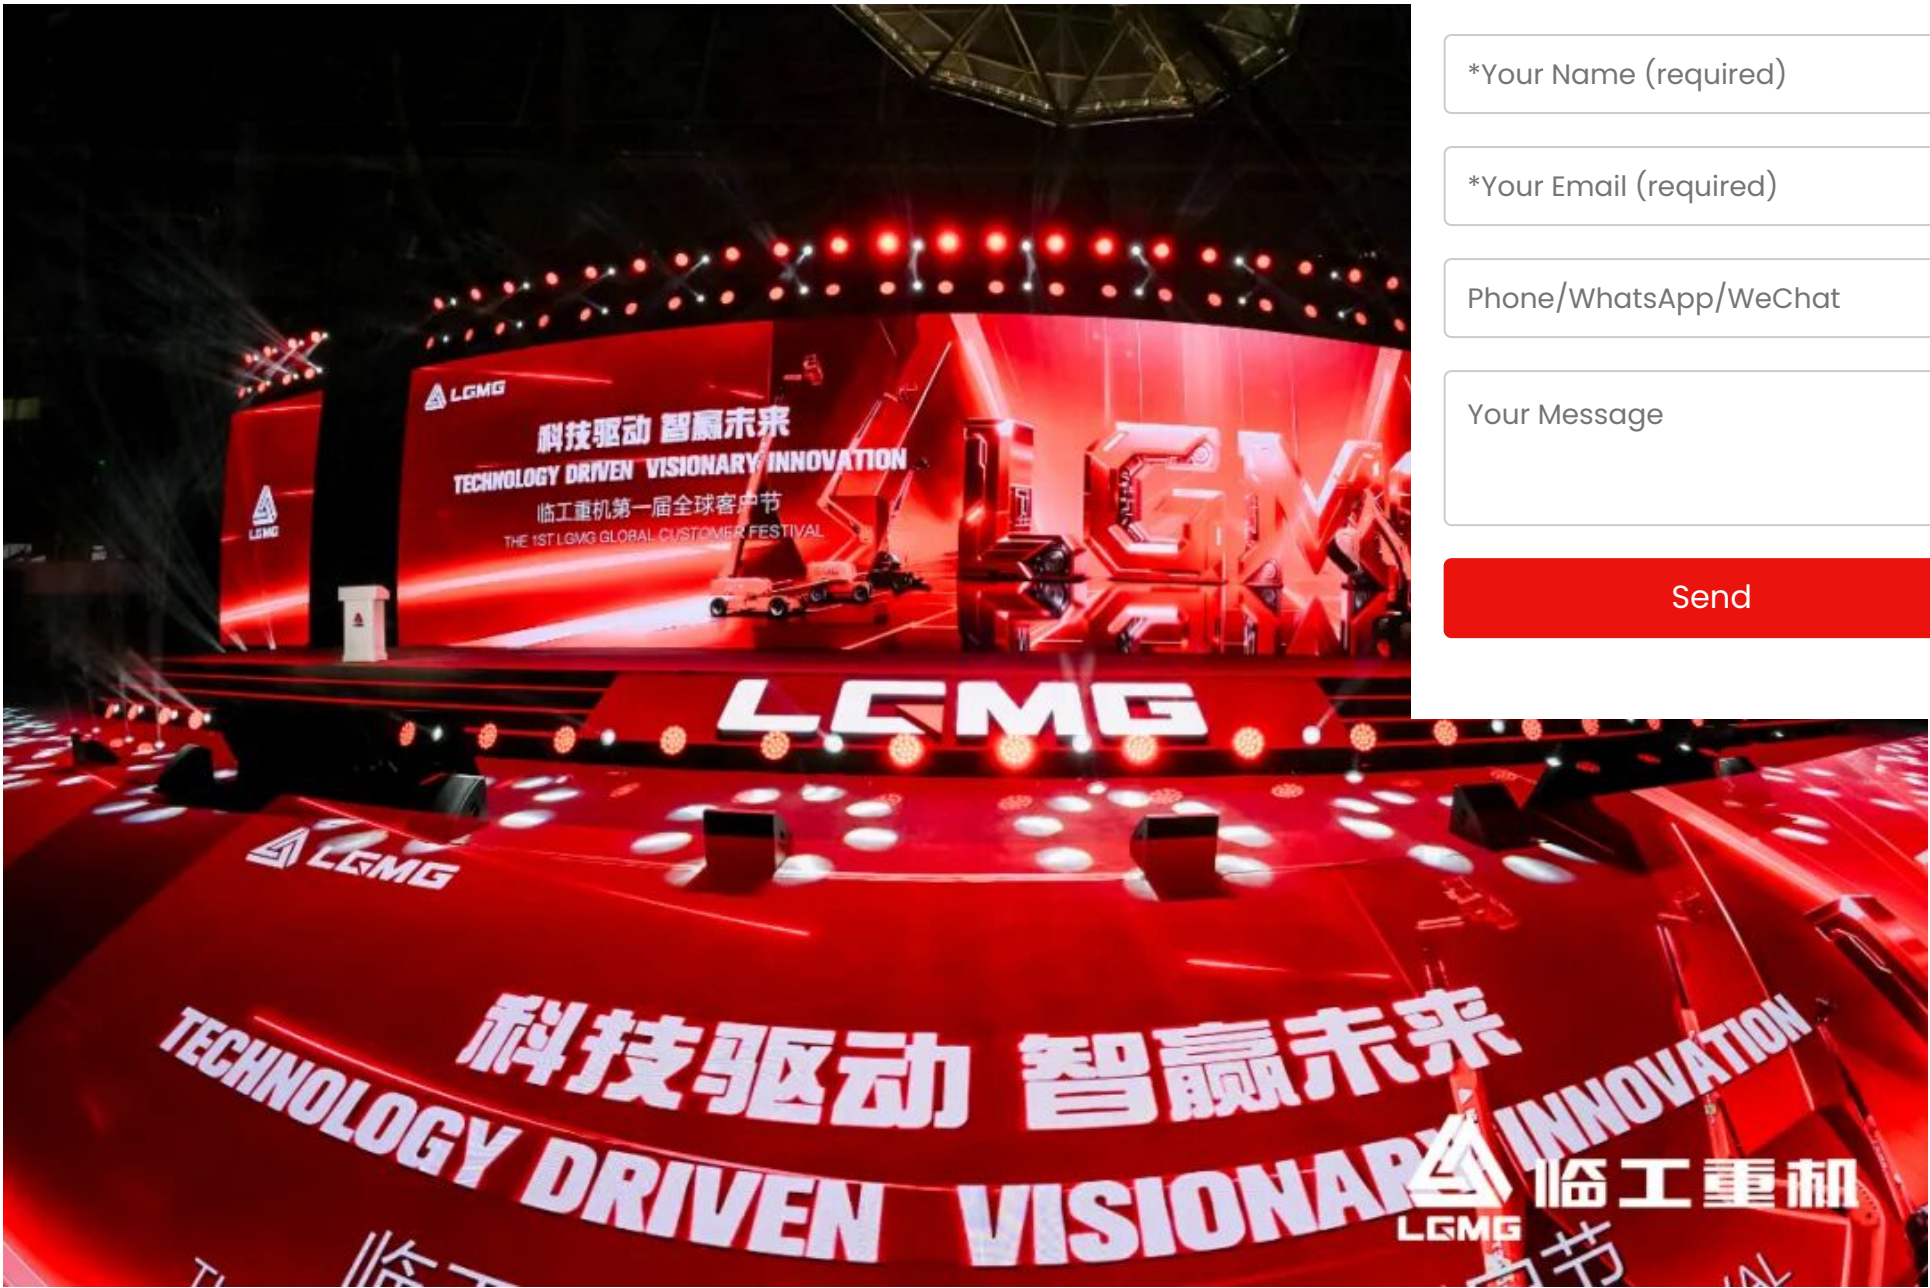 *Your Name (required)
*Your Email (required)
Phone/WhatsApp/WeChat
Your Message
Send
LGMG
科技驱动 智赢未来
TECHNOLOGY DRIVEN VISIONARY INNOVATION
临工重机第一届全球客户节
THE 1ST LGMG GLOBAL CUSTOMER FESTIVAL
LGMG
LGM
LGMG
LGMG
科技驱动 智赢未来
TECHNOLOGY DRIVEN VISIONARY INNOVATION
LGMG 临工重机